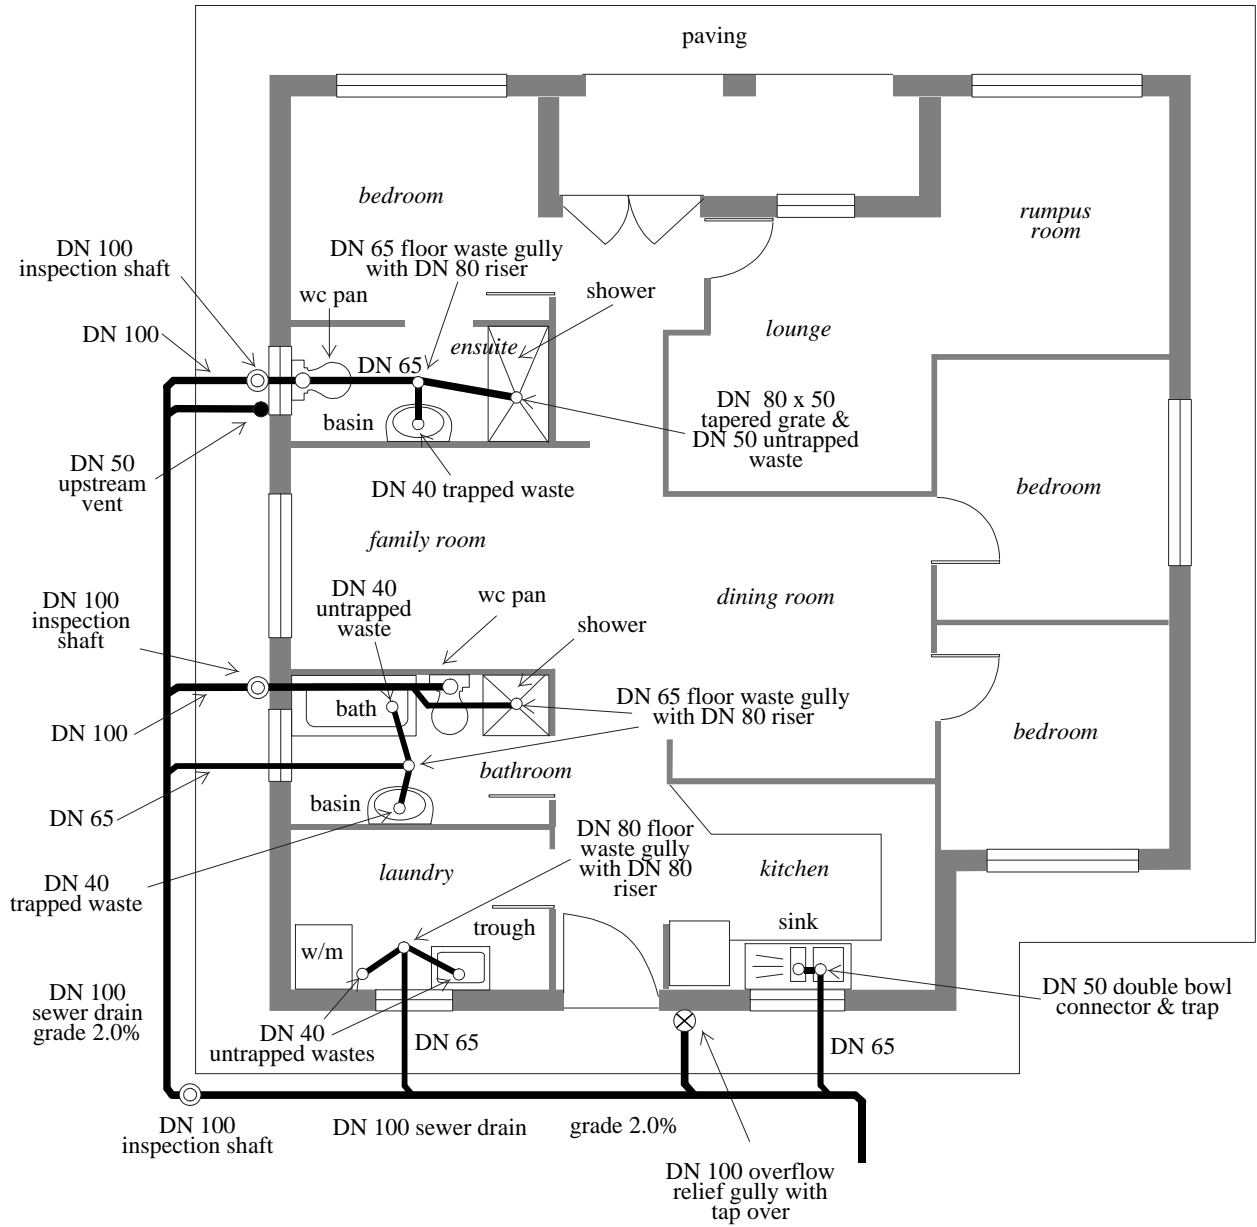 paving
bedroom
rumpus
room
DN 100
inspection shaft
DN 65 floor waste gully
with DN 80 riser
wc pan
shower
DN 100
lounge
ensuite
DN 65
basin
DN 80 x 50
tapered grate &
DN 50 untrapped
waste
DN 50
upstream
vent
DN 40 trapped waste
bedroom
family room
DN 40
untrapped
waste
wc pan
dining room
DN 100
inspection
shaft
shower
bath
DN 65 floor waste gully
with DN 80 riser
DN 100
bedroom
bathroom
basin
DN 65
DN 80 floor
waste gully
with DN 80
riser
laundry
kitchen
DN 40
trapped waste
trough
sink
w/m
DN 50 double bowl
connector & trap
DN 100
sewer drain
grade 2.0%
DN 40
untrapped wastes
DN 65
DN 65
DN 100
inspection shaft
DN 100 sewer drain
grade 2.0%
DN 100 overflow
relief gully with
tap over